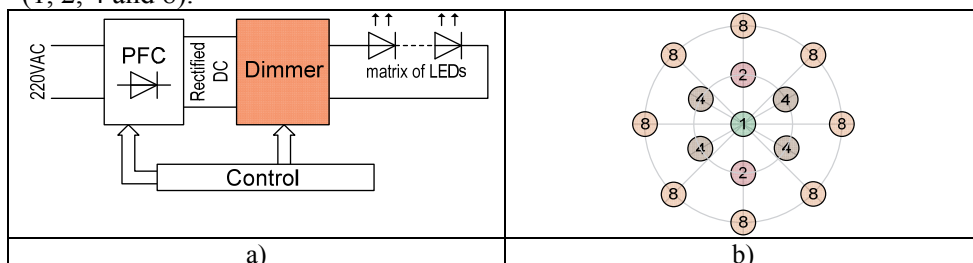 (1, 2, 4 and 8).
220VAC
PFC
Rectified
DC
Dimmer
matrix of LEDs
Control
8
8
8
2
4
4
8
1
8
4
4
2
8
8
8
a)
b)